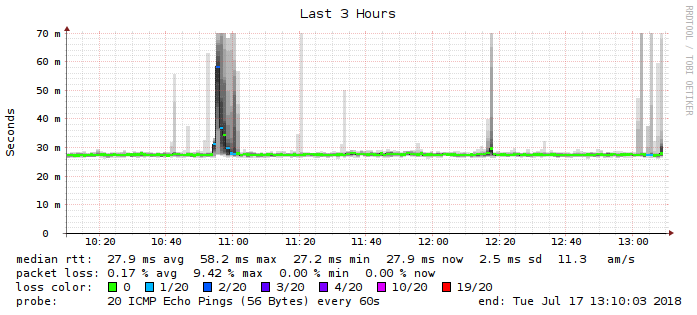 Last 3 Hours
RRDTOOL / TOBI OETIKER
Seconds
70 m
60 m
50 m
40 m
30 m
20 m
10 m
0
10:20 10:40 11:00 11:20 11:40 12:00 12:20 12:40 13:00
median rtt: 27.9 ms avg 58.2 ms max 27.2 ms min 27.9 ms now 2.5 ms sd 11.3 am/s
packet loss: 0.17 % avg 9.42 % max 0.00 % min 0.00 % now
loss color: 0 1/20 2/20 3/20 4/20 10/20 19/20
probe: 20 ICMP Echo Pings (56 Bytes) every 60s end: Tue Jul 17 13:10:03 2018